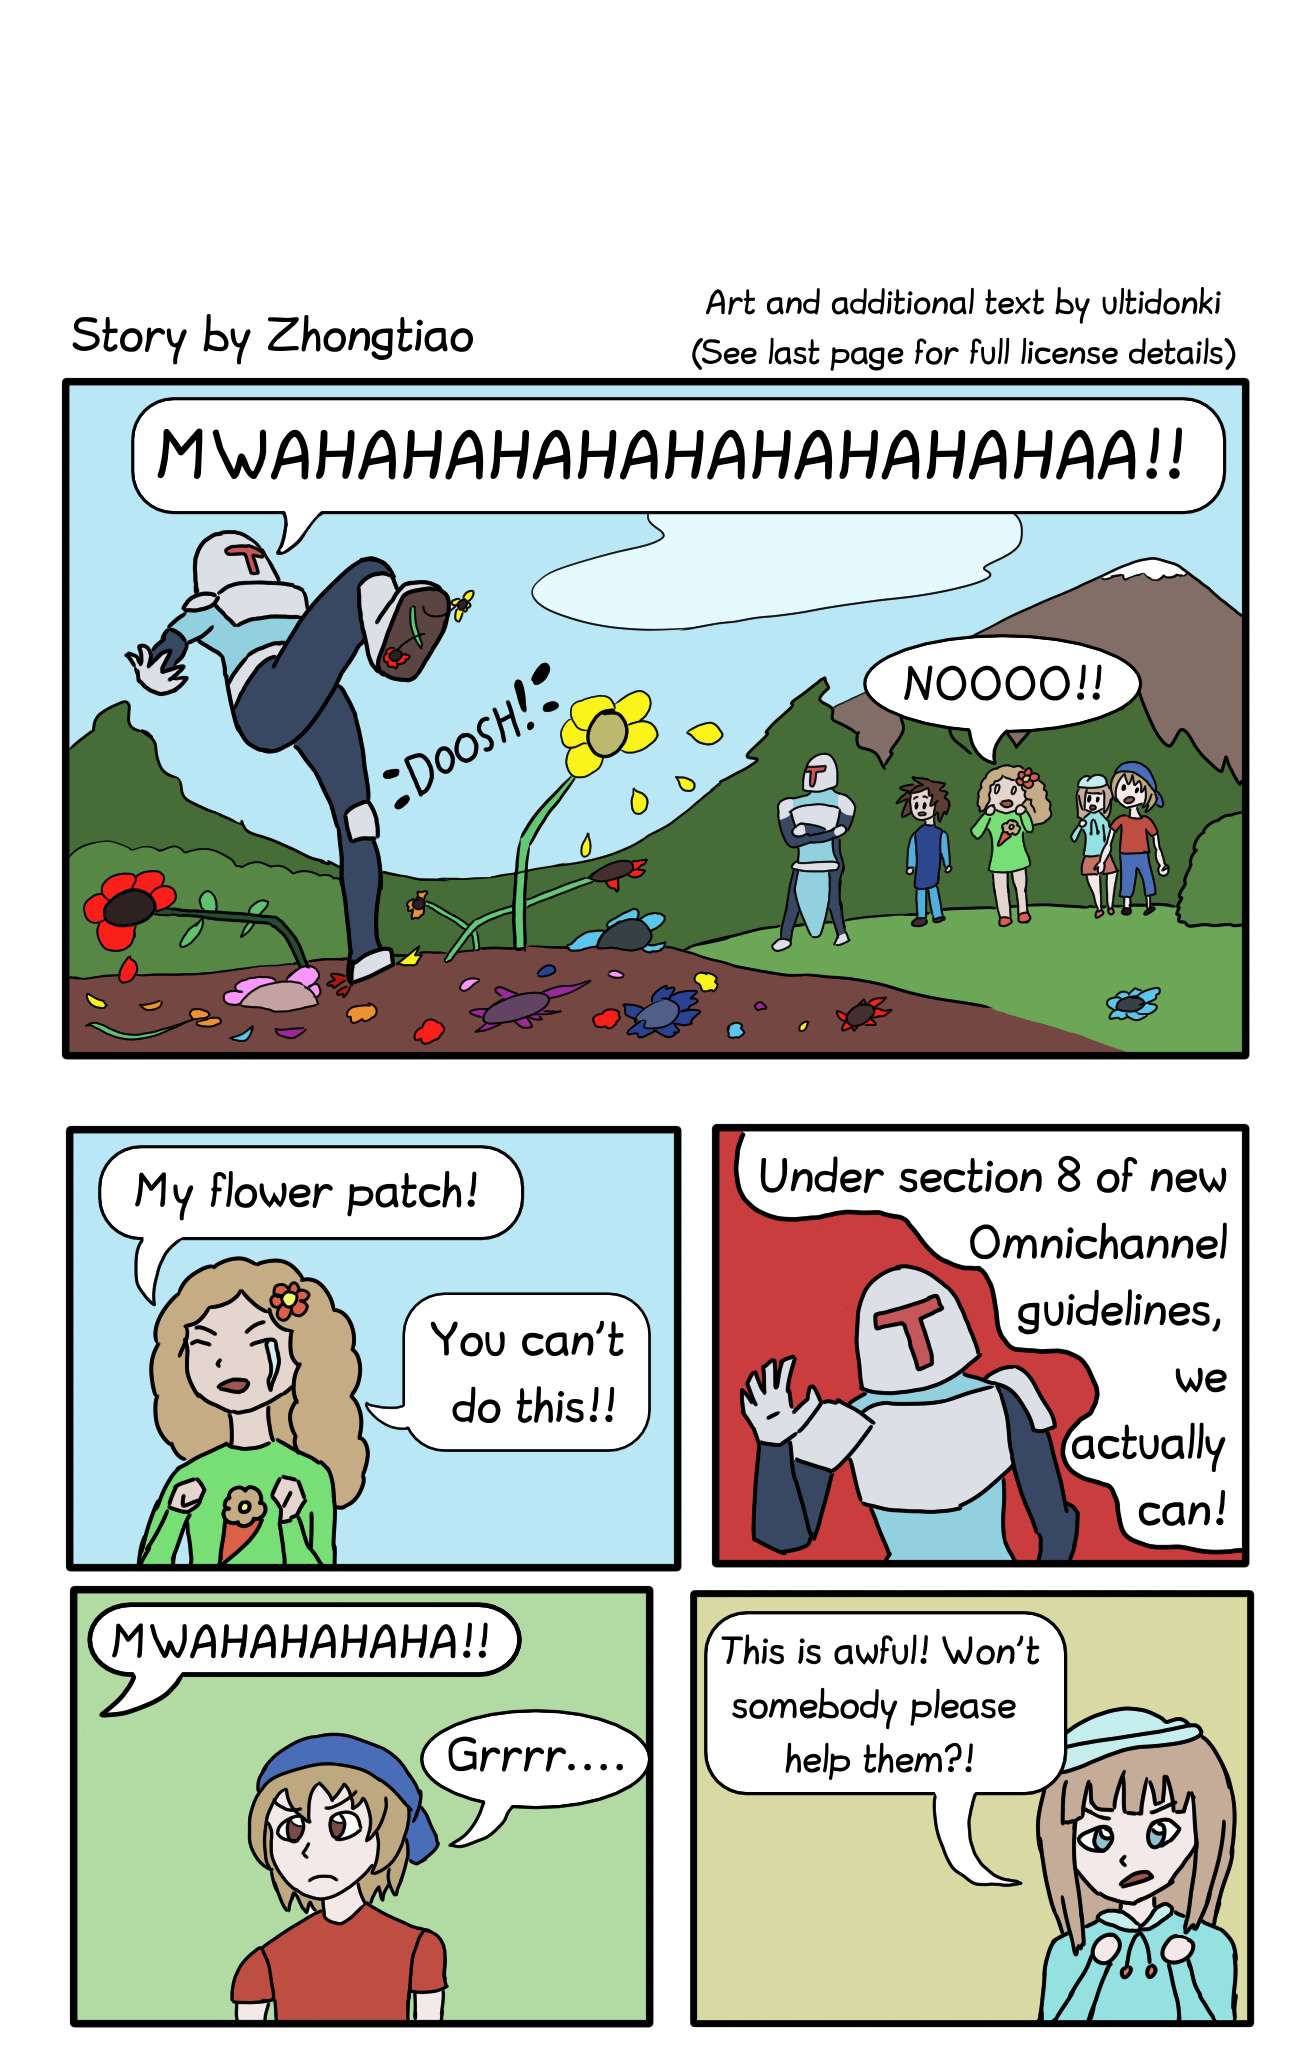 Story by Zhongtiao
Art and additional text by ultidonki
(See last page for full license details)
MWAHAHAHAHAHAHAHAHAHAHAA!!
T
DOOSH!
NOOOO!!
T
My flower patch!
You can't
do this!!
Under section 8 of new
Omnichannel
guidelines,
we
actually
can!
T
MWAHAHAHAHA!!
Grrrr....
This is awful! Won't
somebody please
help them?!